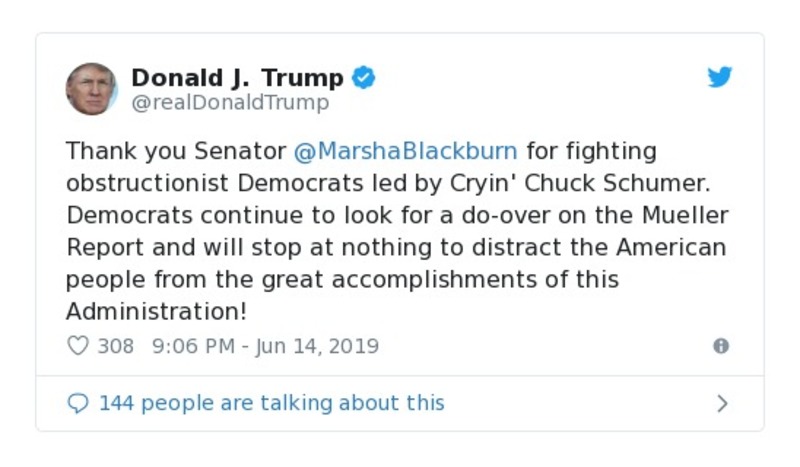 Donald J. Trump
@realDonaldTrump
Thank you Senator @MarshaBlackburn for fighting
obstructionist Democrats led by Cryin' Chuck Schumer.
Democrats continue to look for a do-over on the Mueller
Report and will stop at nothing to distract the American
people from the great accomplishments of this
Administration!
308 9:06 PM - Jun 14, 2019
144 people are talking about this